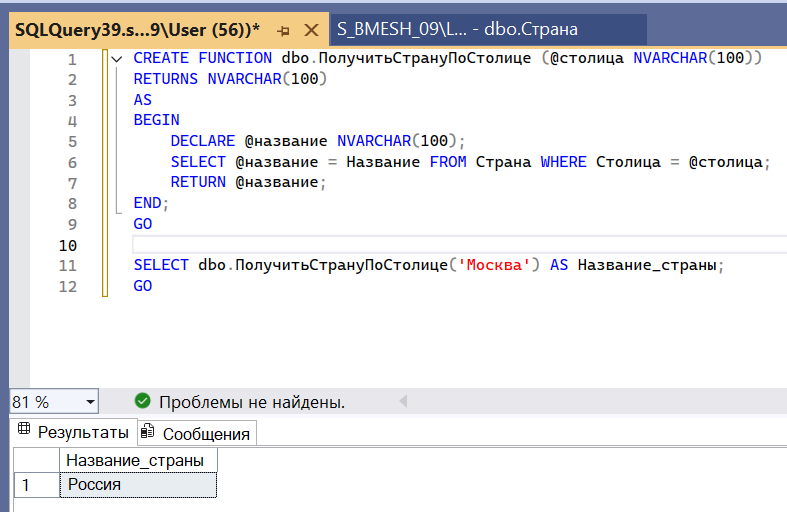 SQLQuery39.s...9\User (56))*
S_BMESH_09\L... - dbo.Страна
1 CREATE FUNCTION dbo.ПолучитьСтрануПоСтолице (@столица NVARCHAR(100))
2 RETURNS NVARCHAR(100)
3 AS
4 BEGIN
5 DECLARE @название NVARCHAR(100);
6 SELECT @название = Название FROM Страна WHERE Столица = @столица;
7 RETURN @название;
8 END;
9 GO
10
11 SELECT dbo.ПолучитьСтрануПоСтолице('Москва') AS Название_страны;
12 GO
81 %
Проблемы не найдены.
Результаты
Сообщения
Название_страны
1 Россия